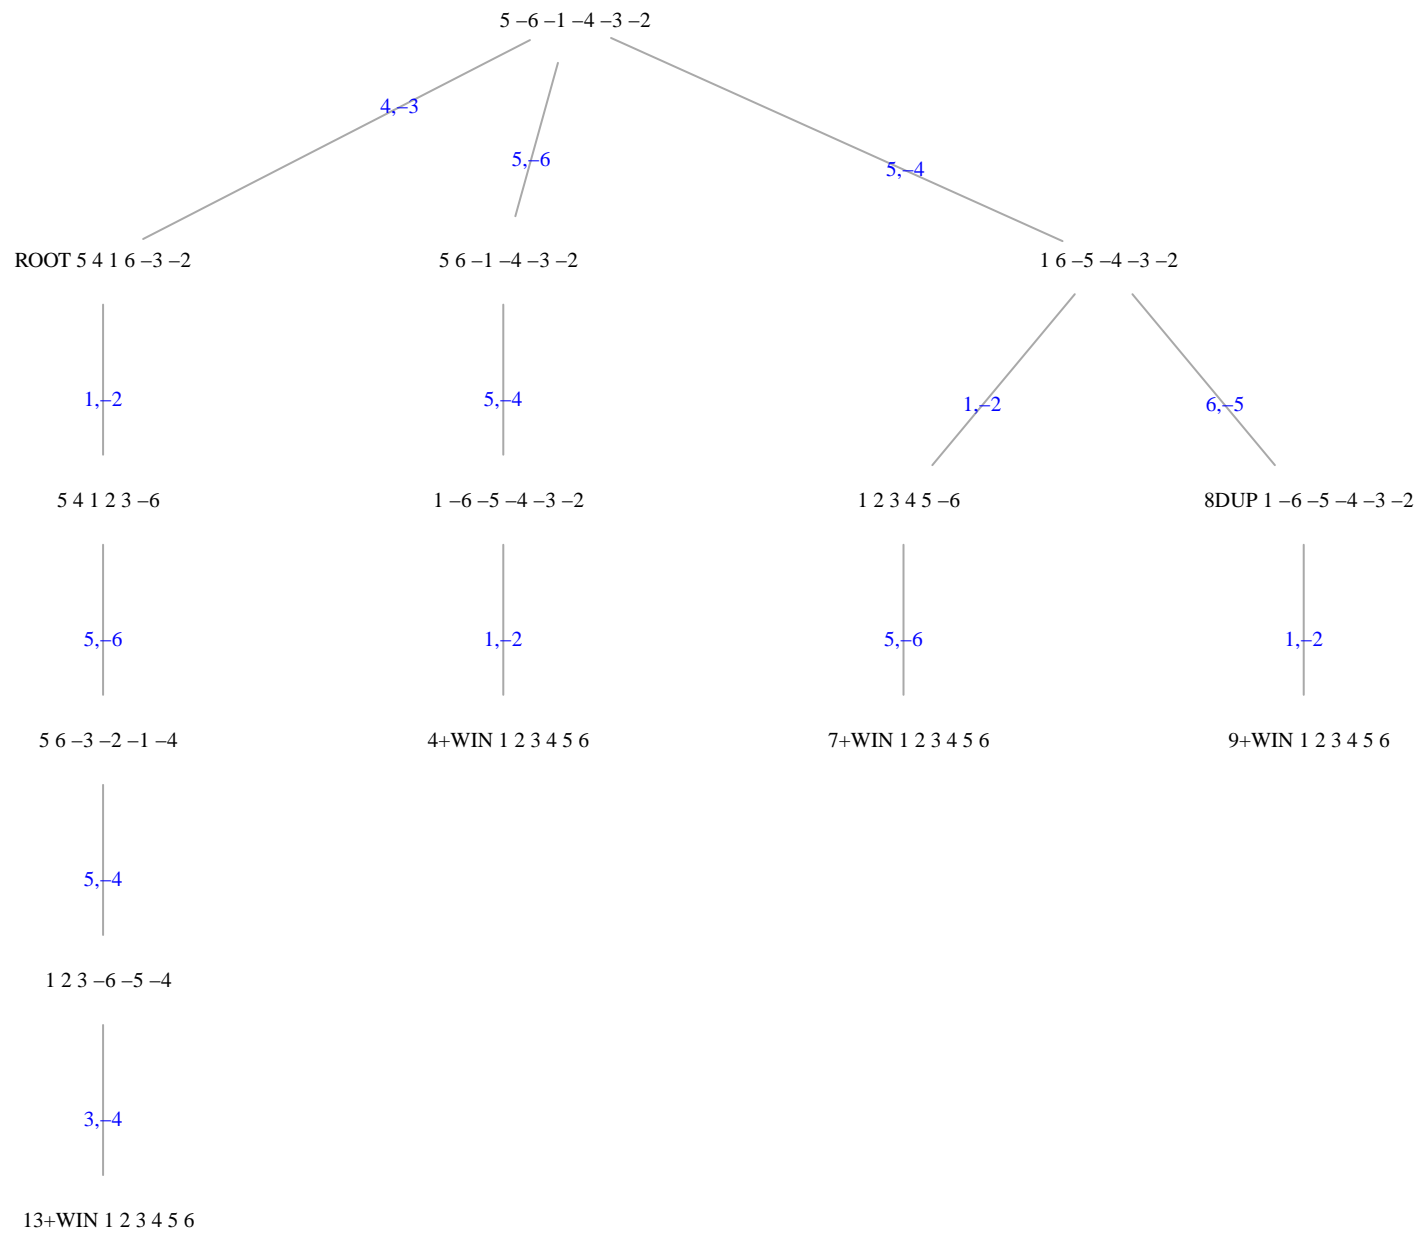 5 –6 –1 –4 –3 –2
4,–3
5,–6
5,–4
ROOT 5 4 1 6 –3 –2
5 6 –1 –4 –3 –2
1 6 –5 –4 –3 –2
1,–2
5,–4
1,–2
6,–5
5 4 1 2 3 –6
1 –6 –5 –4 –3 –2
1 2 3 4 5 –6
8DUP 1 –6 –5 –4 –3 –2
5,–6
1,–2
5,–6
1,–2
5 6 –3 –2 –1 –4
4+WIN 1 2 3 4 5 6
7+WIN 1 2 3 4 5 6
9+WIN 1 2 3 4 5 6
5,–4
1 2 3 –6 –5 –4
3,–4
13+WIN 1 2 3 4 5 6